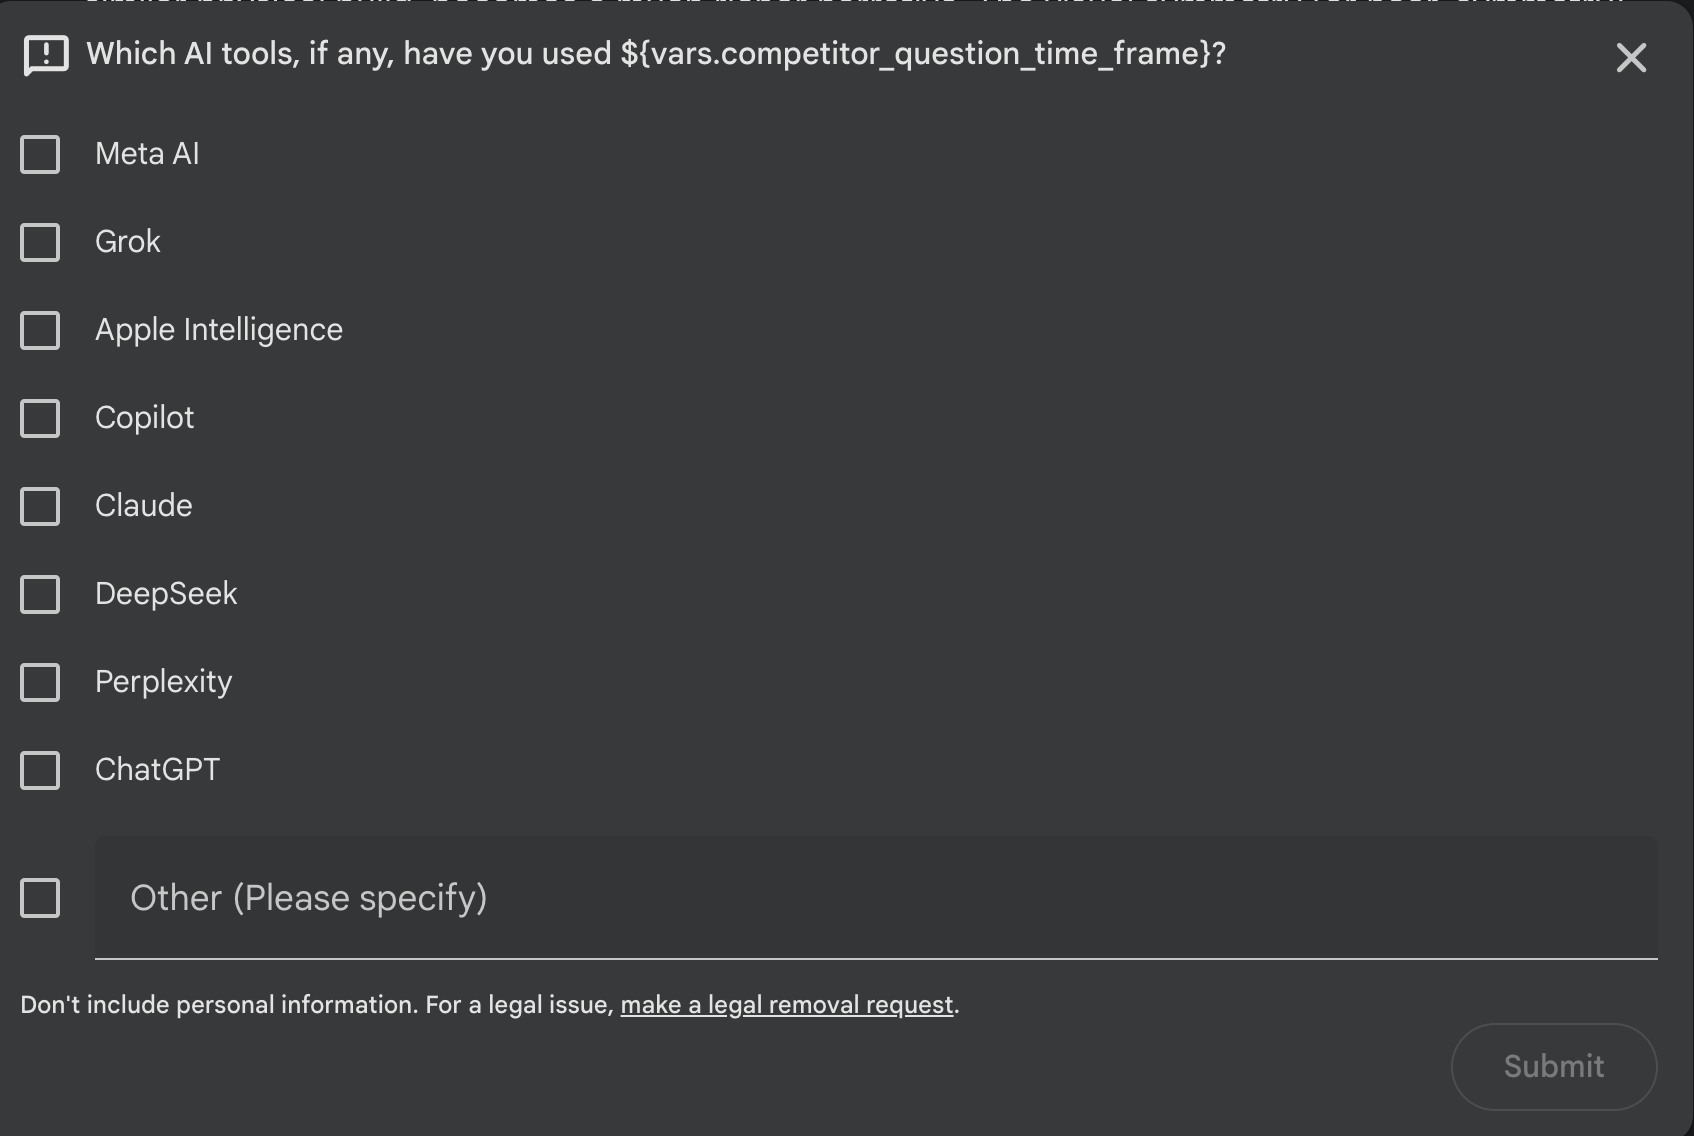 Which AI tools, if any, have you used ${vars.competitor_question_time_frame}?
Meta AI
Grok
Apple Intelligence
Copilot
Claude
DeepSeek
Perplexity
ChatGPT
Other (Please specify)
Don't include personal information. For a legal issue, make a legal removal request.
Submit